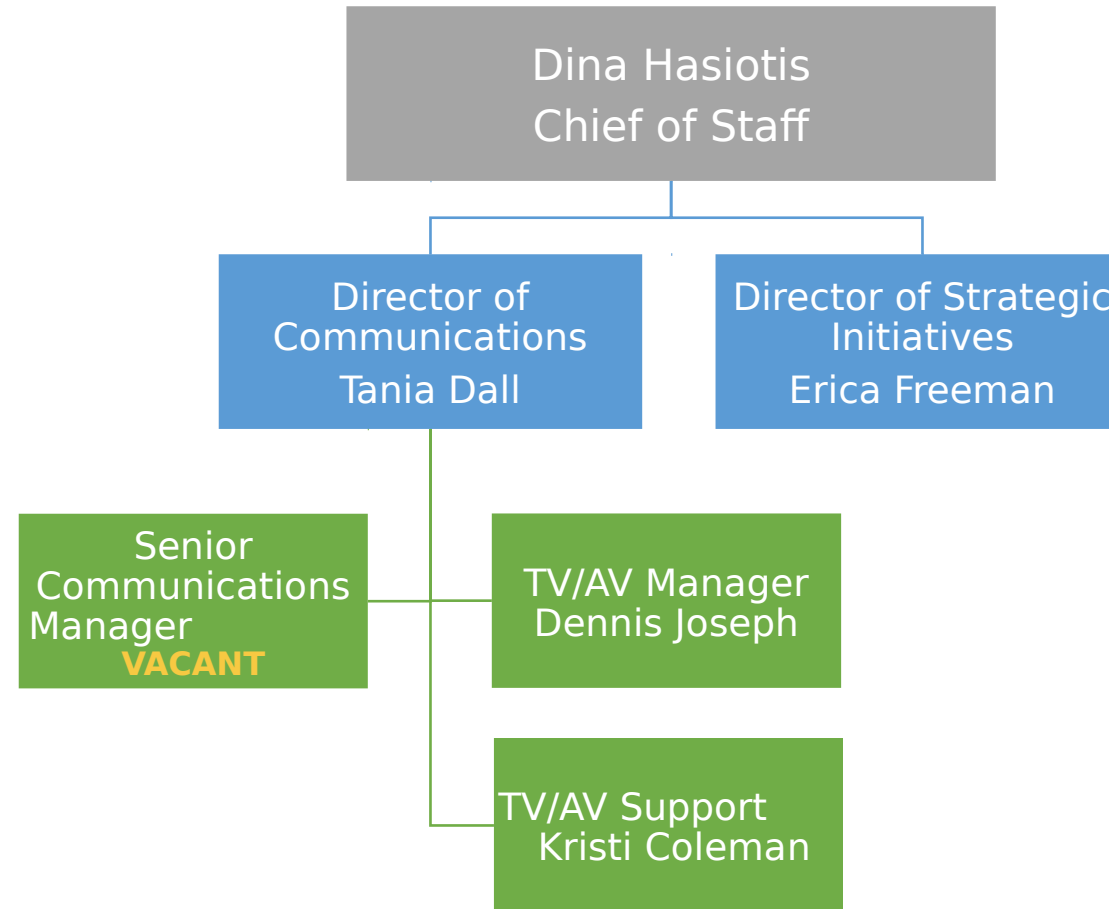 Dina Hasiotis
Chief of Staff
Director of
Communications
Tania Dall
Director of Strategic
Initiatives
Erica Freeman
Senior
Communications
Manager
VACANT
TV/AV Manager
Dennis Joseph
TV/AV Support
Kristi Coleman